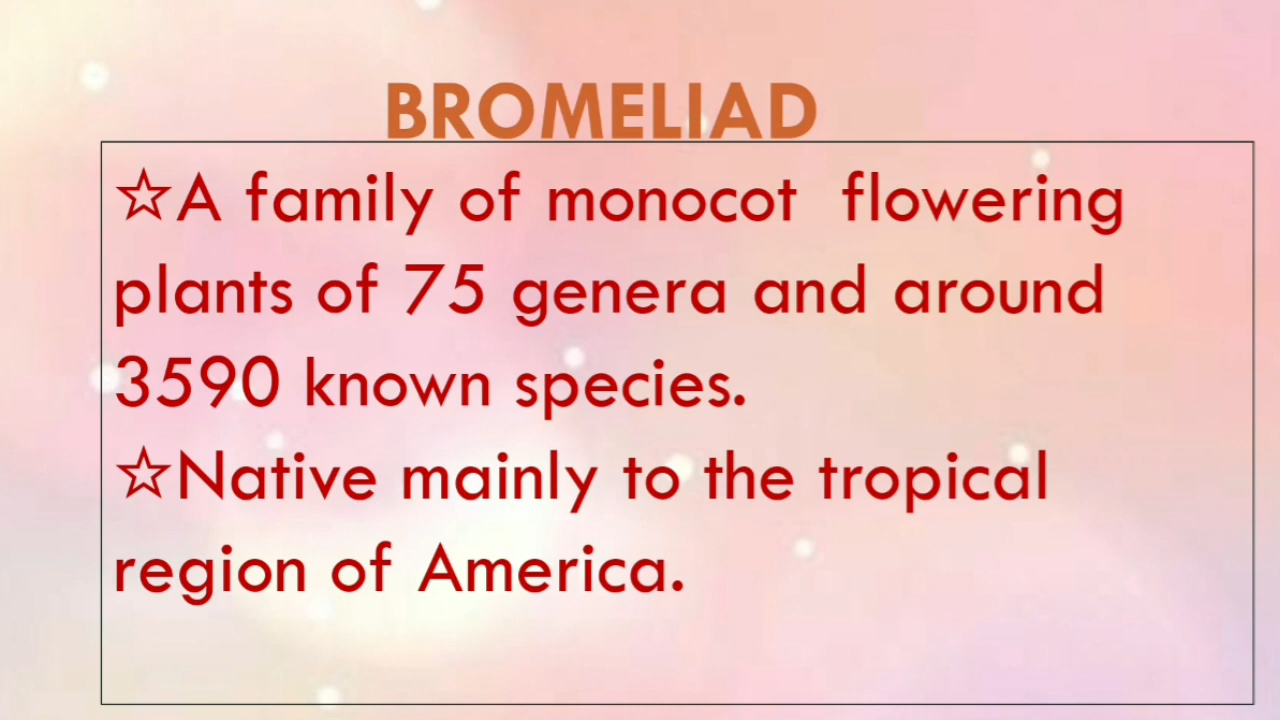 BROMELIAD
☆A family of monocot  flowering
plants of 75 genera and around
3590 known species.
☆Native mainly to the tropical
region of America.